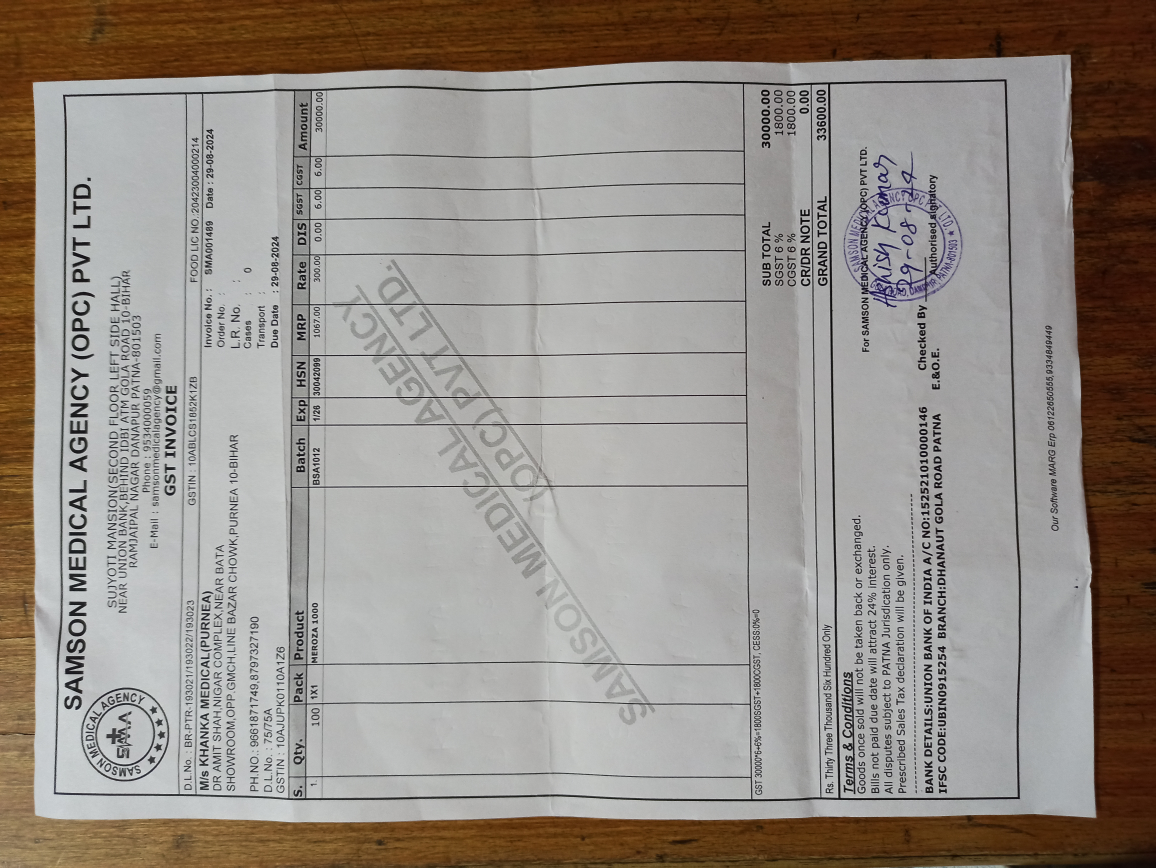 SAMSON MEDICAL AGENCY (OPC) PVT LTD.
SUJYOTI MANSION(SECOND FLOOR LEFT SIDE HALL)
NEAR UNION BANK,BEHIND IDBI ATM GOLA ROAD 10-BIHAR
RAMJAIPAL NAGAR DANAPUR PATNA-801503
Phone : 9534000059
E-Mail : samsonmedicalagency@gmail.com
GST INVOICE
SAMSON MEDICAL AGENCY
SMA
D.L.No. : BR-PTR-193021/193022/193023 GSTIN : 10ABLCS1852K1ZB FOOD LIC NO.:20423004000214
M/s KHANKA MEDICAL(PURNEA)
DR AMIT SHAH,NIGAR COMPLEX,NEAR BATA
SHOWROOM,OPP.GMCH,LINE BAZAR CHOWK,PURNEA 10-BIHAR
PH.NO.: 9661871749,8797327190
D.L.No. : 75/75A
GSTIN : 10AJUPK0110A1Z6
Invoice No. : SMA001489 Date : 29-08-2024
Order No. :
L.R. No. :
Cases : 0
Transport :
Due Date : 29-08-2024
S. Qty. Pack Product Batch Exp HSN MRP Rate DIS SGST CGST Amount
1. 100 1X1 MEROZA 1000 BSA1012 1/26 30042099 1067.00 300.00 0.00 6.00 6.00 30000.00
SAMSON MEDICAL AGENCY
(OPC) PVT LTD.
GST 30000*6+6%=1800SGST+1800CGST, CESS:0%=0
SUB TOTAL 30000.00
SGST 6 % 1800.00
CGST 6 % 1800.00
CR/DR NOTE 0.00
GRAND TOTAL 33600.00
Rs. Thirty Three Thousand Six Hundred Only
Terms & Conditions
Goods once sold will not be taken back or exchanged.
Bills not paid due date will attract 24% interest.
All disputes subject to PATNA Jurisdication only.
Prescribed Sales Tax declaration will be given.
BANK DETAILS:UNION BANK OF INDIA A/C NO:152521010000146
IFSC CODE:UBIN0915254 BRANCH:DHANAUT GOLA ROAD PATNA
For SAMSON MEDICAL AGENCY (OPC) PVT LTD.
Kumar
Checked By
Authorised signatory
E.&O.E.
Our Software MARG Erp 06122650555,9334849449